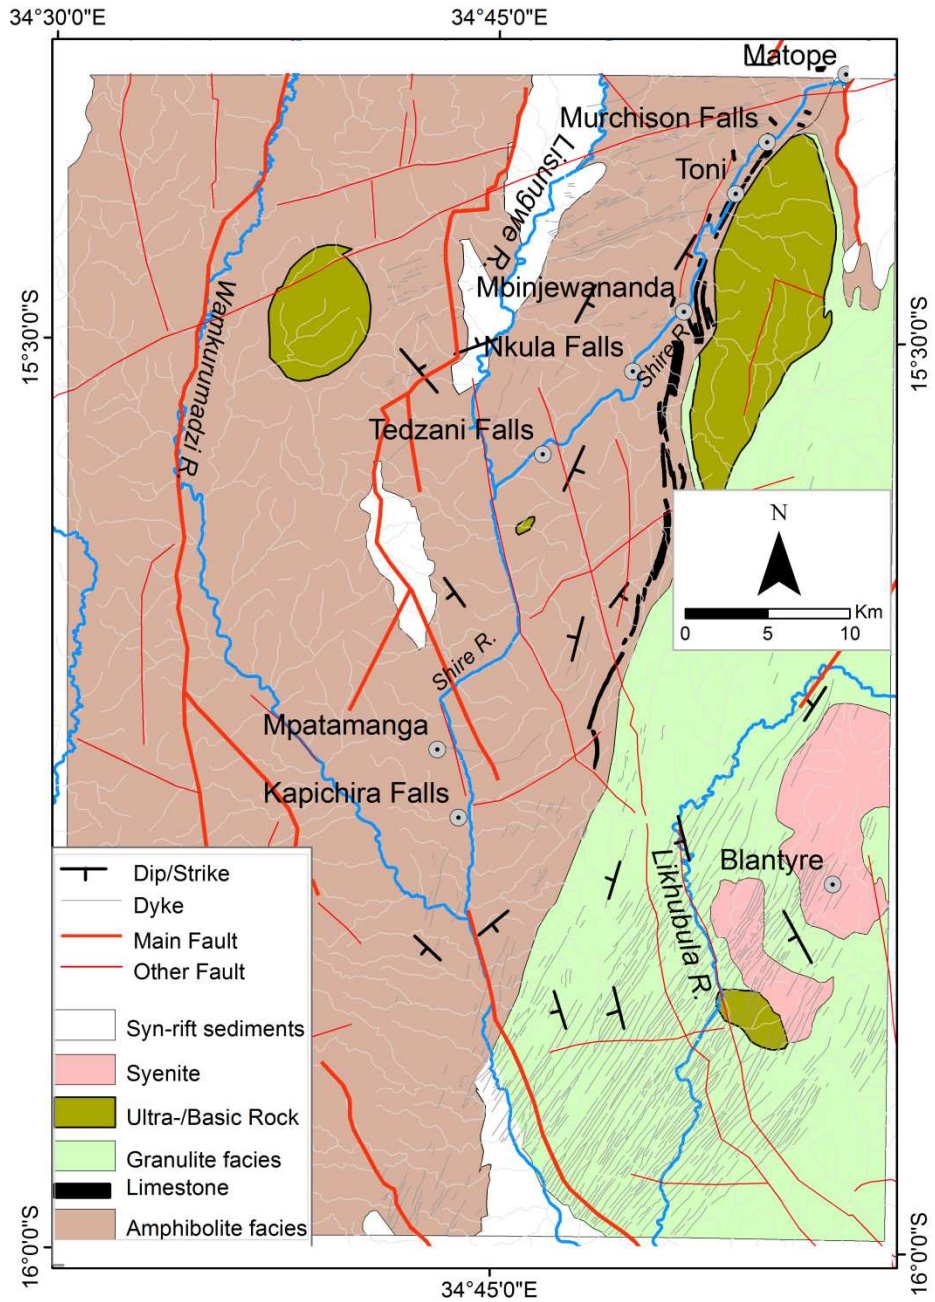 34°30'0"E
34°45'0"E
Matope
Murchison Falls
Toni
Lisungwe R.
Mbinjewananda
Wamkurumadzi R.
15°30'0"S
15°30'0"S
Nkula Falls
Shire R.
Tedzani Falls
N
0
5
10
Km
Shire R.
Mpatamanga
Kapichira Falls
Blantyre
Likhubula R.
Dip/Strike
Dyke
Main Fault
Other Fault
Syn-rift sediments
Syenite
Ultra-/Basic Rock
Granulite facies
Limestone
Amphibolite facies
16°0'0"S
16°0'0"S
34°45'0"E